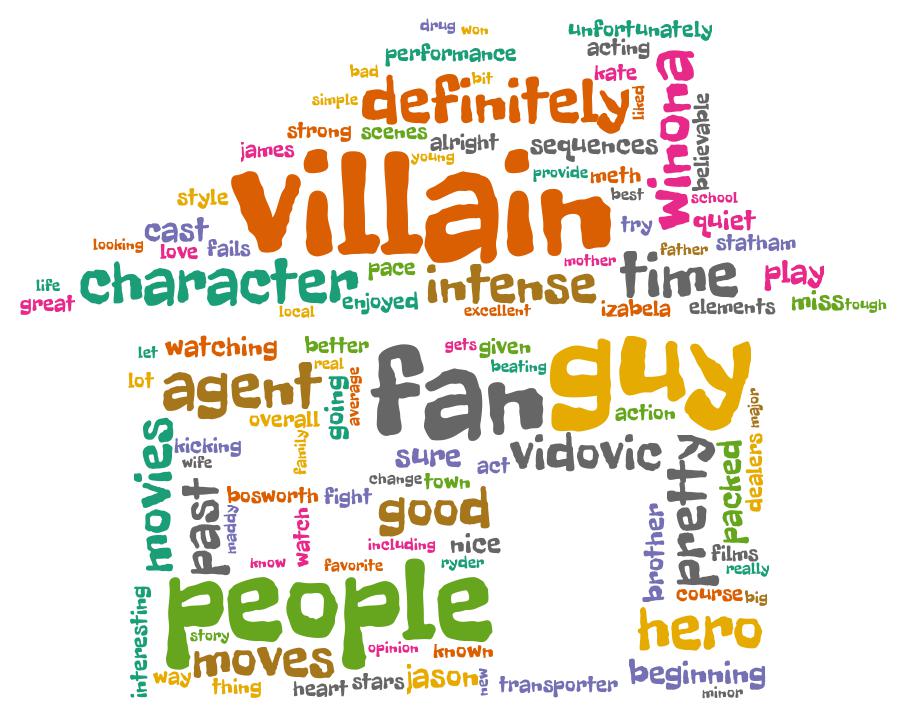 drug won
unfortunately
performance
acting
bad
bit
kate
winona
simple
definitely
liked
believable
strong scenes
alright
sequences
james
young
villain
provide meth
best
school
style
try
quiet
cast
looking
love fails
father statham
mother
character
pace
intense
time
play
life
great
enjoyed
local
excellent
izabela
elements
miss tough
let watching
better
gets given
fan
guy
real
beating
lot
agent
going
average
overall
action
major
movies
kicking
family
sure
act
vidovic
pretty
packed
dealers
wife
past
change town
bosworth fight
maddy
watch
good
brother
including
nice
films
know
favorite
ryder
really
people
course big
interesting
story
hero
moves
opinion
known
way
thing
heart stars
jason
new
transporter
beginning
minor